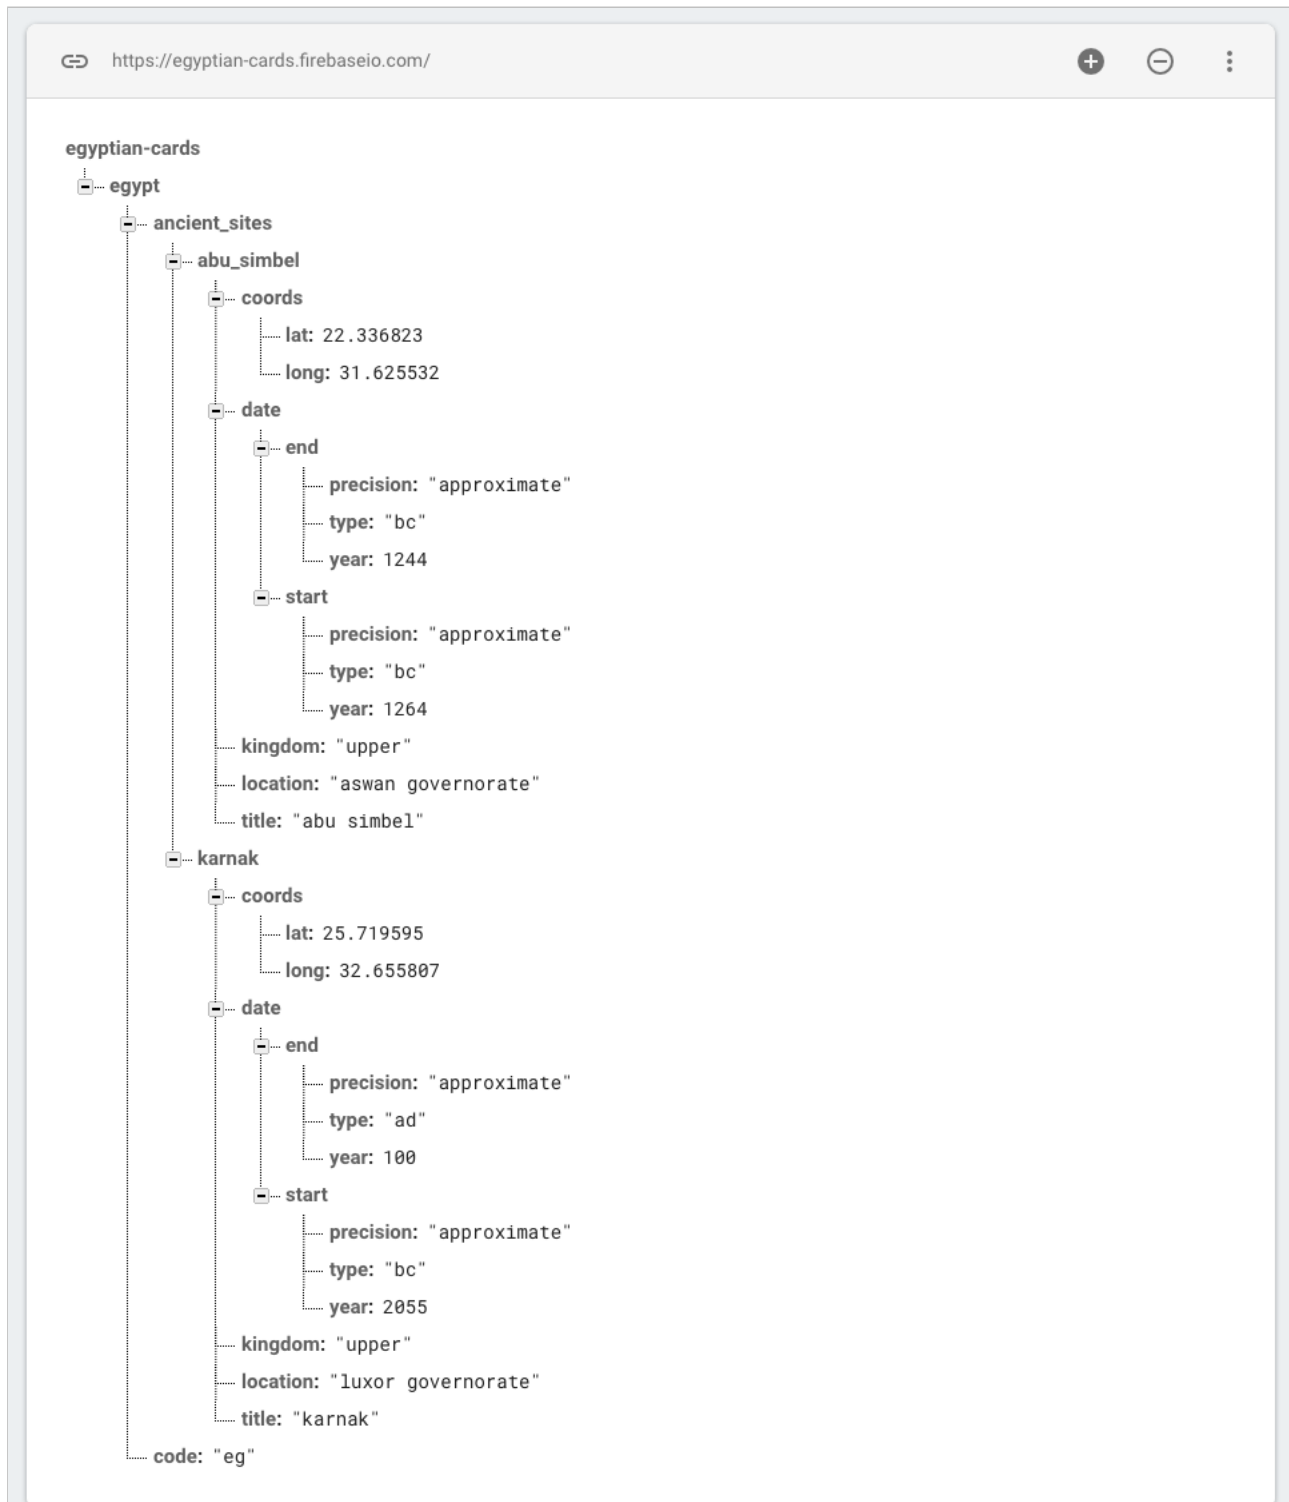 https://egyptian-cards.firebaseio.com/
egyptian-cards
egypt
ancient_sites
abu_simbel
coords
lat: 22.336823
long: 31.625532
date
end
precision: "approximate"
type: "bc"
year: 1244
start
precision: "approximate"
type: "bc"
year: 1264
kingdom: "upper"
location: "aswan governorate"
title: "abu simbel"
karnak
coords
lat: 25.719595
long: 32.655807
date
end
precision: "approximate"
type: "ad"
year: 100
start
precision: "approximate"
type: "bc"
year: 2055
kingdom: "upper"
location: "luxor governorate"
title: "karnak"
code: "eg"